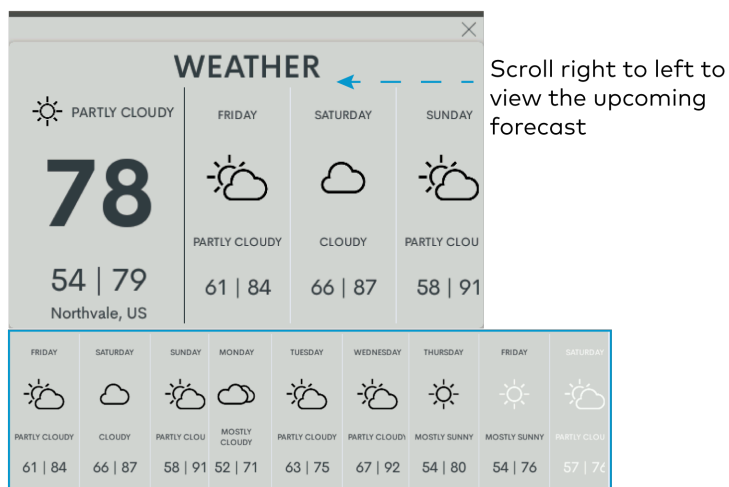 WEATHER
Scroll right to left to
view the upcoming
forecast
PARTLY CLOUDY
78
54 | 79
Northvale, US
FRIDAY
PARTLY CLOUDY
61 | 84
SATURDAY
CLOUDY
66 | 87
SUNDAY
PARTLY CLOU
58 | 91
FRIDAY
PARTLY CLOUDY
61 | 84
SATURDAY
CLOUDY
66 | 87
SUNDAY
PARTLY CLOU
58 | 91
MONDAY
MOSTLY
CLOUDY
52 | 71
TUESDAY
PARTLY CLOUDY
63 | 75
WEDNESDAY
PARTLY CLOUD
67 | 92
THURSDAY
MOSTLY SUNNY
54 | 80
FRIDAY
MOSTLY SUNNY
54 | 76
SATURDAY
PARTLY CLOU
57 | 76